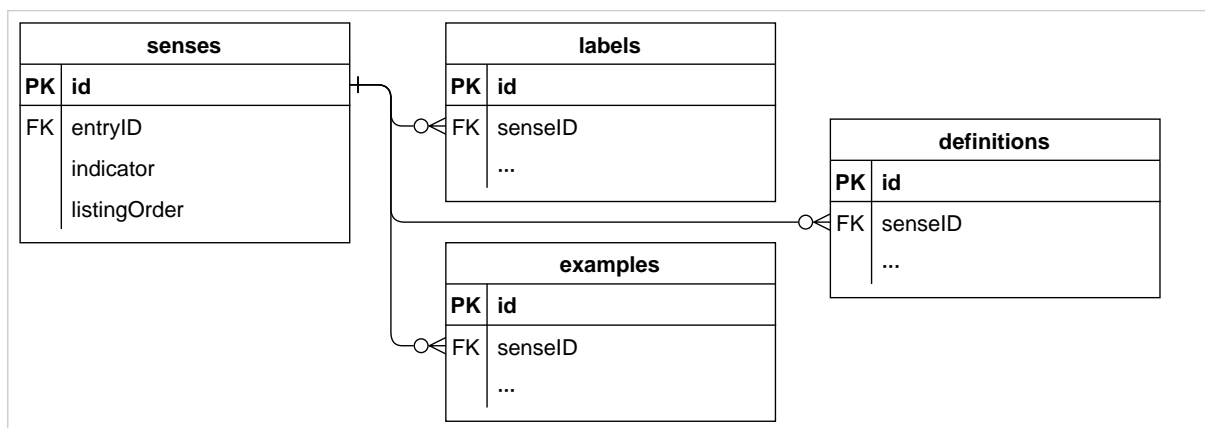 senses
PK id
FK entryID
indicator
listingOrder
labels
PK id
FK senseID
...
definitions
PK id
FK senseID
...
examples
PK id
FK senseID
...